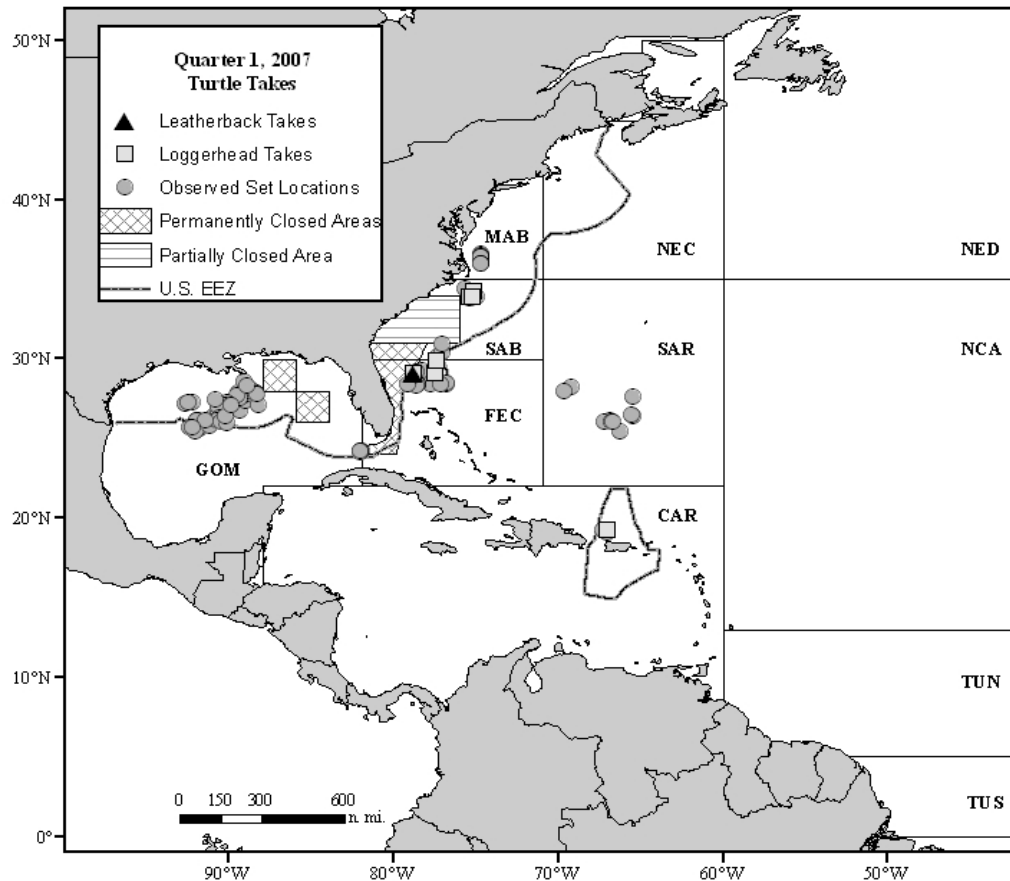 50°N
40°N
30°N
20°N
10°N
0°
Quarter 1, 2007
Turtle Takes
Leatherback Takes
Loggerhead Takes
Observed Set Locations
Permanently Closed Areas
Partially Closed Area
U.S. EEZ
MAB
NEC
NED
SAB
SAR
NCA
FEC
GOM
CAR
TUN
TUS
0 150 300 600
n. mi.
90°W 80°W 70°W 60°W 50°W